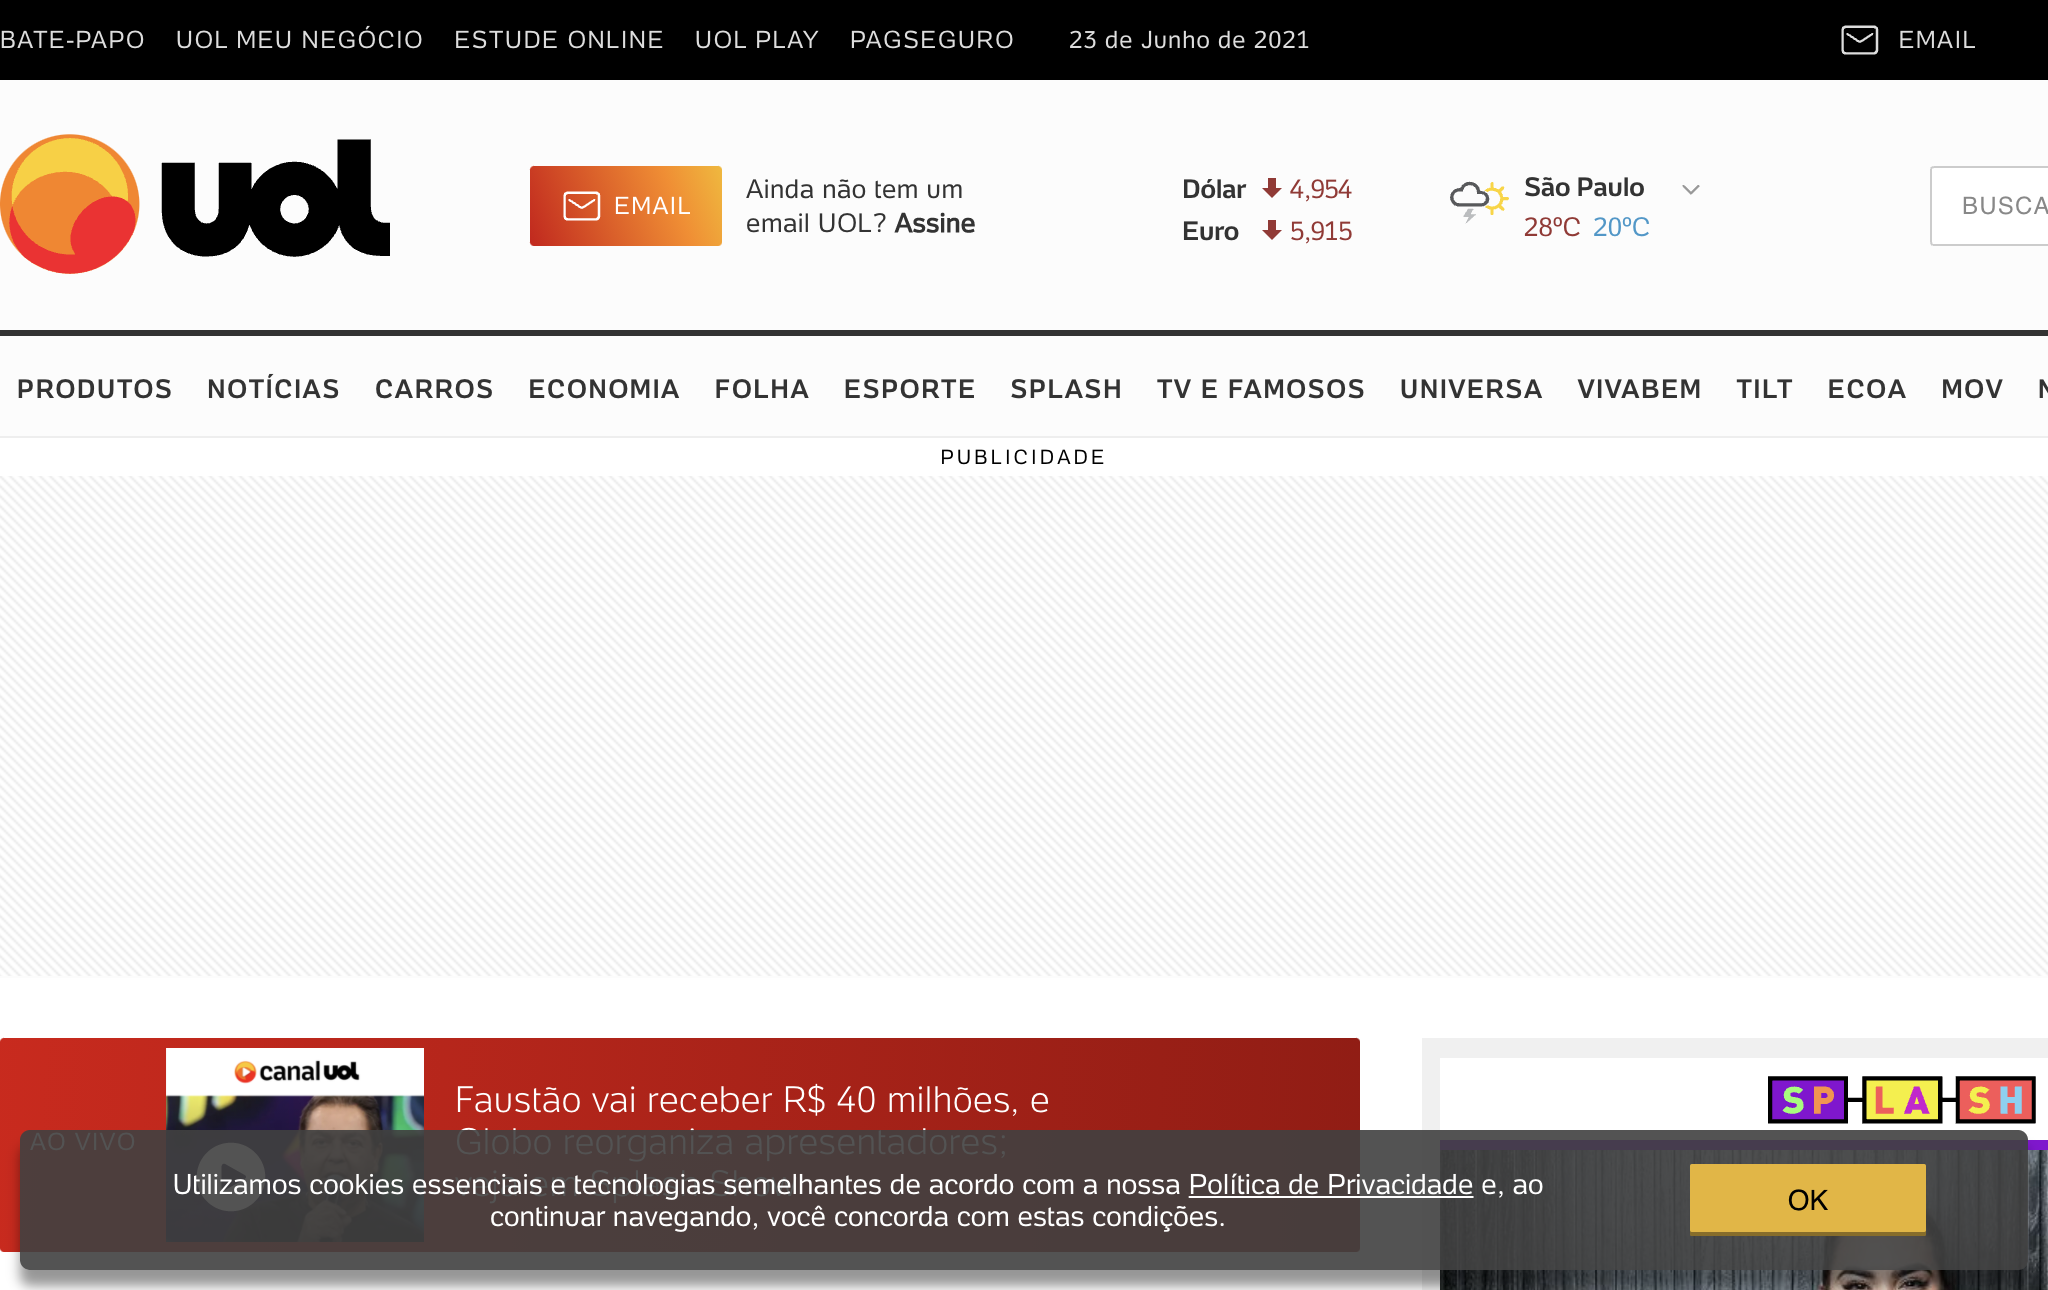 BATE-PAPO UOL MEU NEGÓCIO ESTUDE ONLINE UOL PLAY PAGSEGURO 23 de Junho de 2021 EMAIL
uol
EMAIL
Ainda não tem um
email UOL? Assine
Dólar 4,954
Euro 5,915
São Paulo
28ºC 20ºC
BUSCA
PRODUTOS NOTÍCIAS CARROS ECONOMIA FOLHA ESPORTE SPLASH TV E FAMOSOS UNIVERSA VIVABEM TILT ECOA MOV
PUBLICIDADE
AO VIVO
canal uol
Faustão vai receber R$ 40 milhões, e
Globo reorganiza apresentadores;
SPLASH
Utilizamos cookies essenciais e tecnologias semelhantes de acordo com a nossa Política de Privacidade e, ao
continuar navegando, você concorda com estas condições.
OK